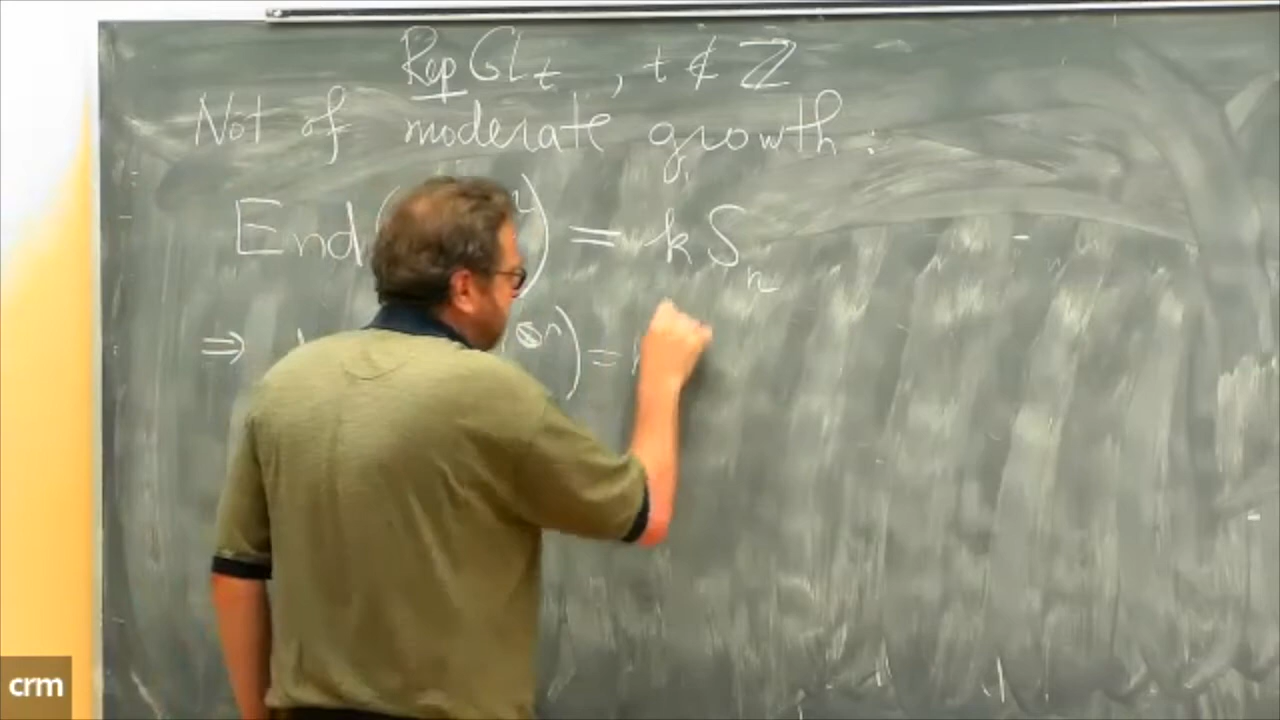 Rep GL_t , t ∉ ℤ
Not of moderate growth :
End( n) = k S_n
⇒ ⊗n) =
crm